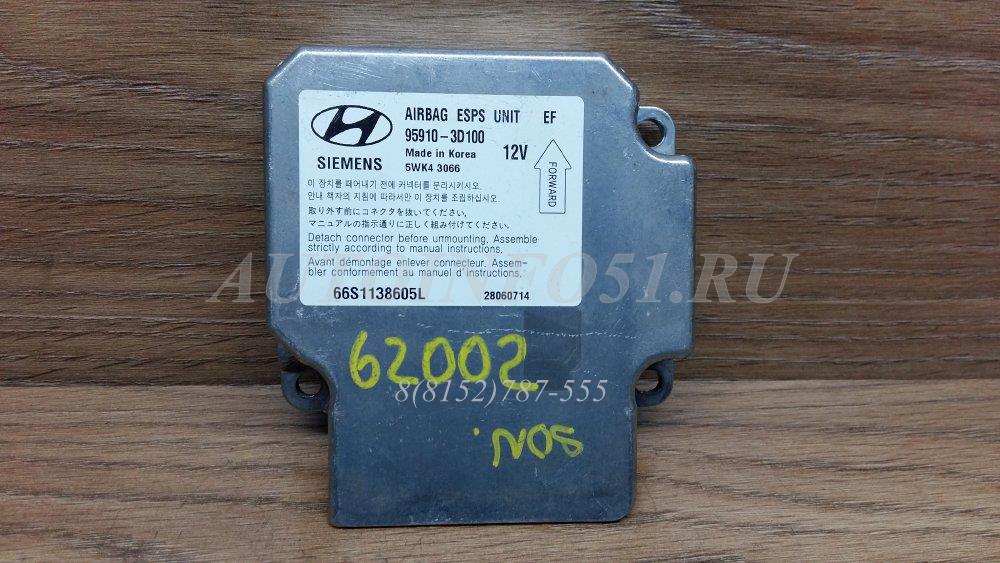 AIRBAG ESPS UNIT EF
95910-3D100
Made in Korea 12V
SIEMENS 5WK4 3066
FORWARD
이 장치를 떼어내기 전에 커넥터를 분리시키시오.
안내 책자의 지침에 따라서만 이 장치를 조립하십시오.
取り外す前にコネクタを抜いてください.
マニュアルの指示通りに正しく組み付けてください.
Detach connector before unmounting. Assemble
strictly according to manual instructions.
Avant démontage enlever connecteur. Assem-
bler conformement au manuel d'instructions.
66S1138605L 28060714
AUTOINFO51.RU
62002
8(8152)787-555
SON.